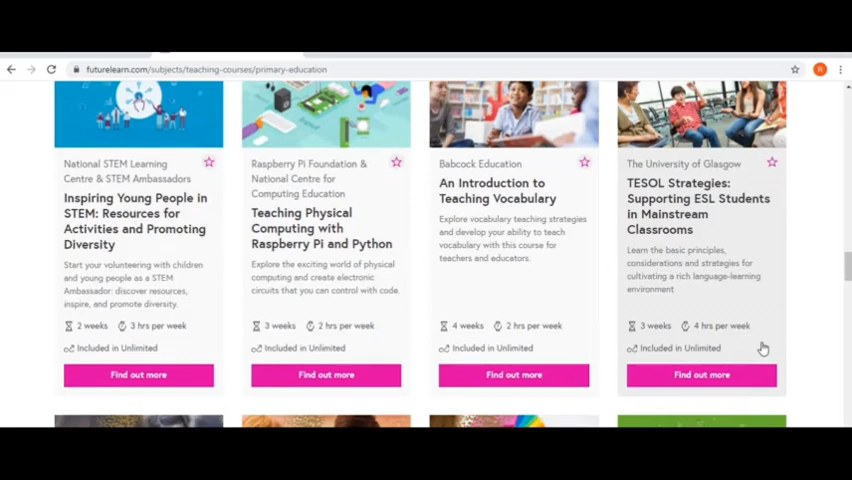 futurelearn.com/subjects/teaching-courses/primary-education
R
National STEM Learning
Centre & STEM Ambassadors
Inspiring Young People in
STEM: Resources for
Activities and Promoting
Diversity
Start your volunteering with children
and young people as a STEM
Ambassador: discover resources,
inspire, and promote diversity.
2 weeks 3 hrs per week
Included in Unlimited
Find out more
Raspberry Pi Foundation &
National Centre for
Computing Education
Teaching Physical
Computing with
Raspberry Pi and Python
Explore the exciting world of physical
computing and create electronic
circuits that you can control with code.
3 weeks 2 hrs per week
Included in Unlimited
Find out more
Babcock Education
An Introduction to
Teaching Vocabulary
Explore vocabulary teaching strategies
and develop your ability to teach
vocabulary with this course for
teachers and educators.
4 weeks 2 hrs per week
Included in Unlimited
Find out more
The University of Glasgow
TESOL Strategies:
Supporting ESL Students
in Mainstream
Classrooms
Learn the basic principles,
considerations and strategies for
cultivating a rich language-learning
environment
3 weeks 4 hrs per week
Included in Unlimited
Find out more